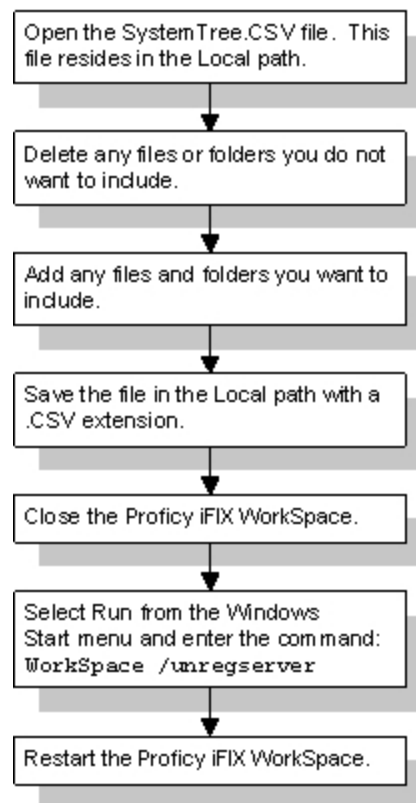 Open the SystemTree.CSV file.  This
file resides in the Local path.
Delete any files or folders you do not
want to include.
Add any files and folders you want to
include.
Save the file in the Local path with a
.CSV extension.
Close the Proficy iFIX WorkSpace.
Select Run from the Windows
Start menu and enter the command:
WorkSpace /unregserver
Restart the Proficy iFIX WorkSpace.